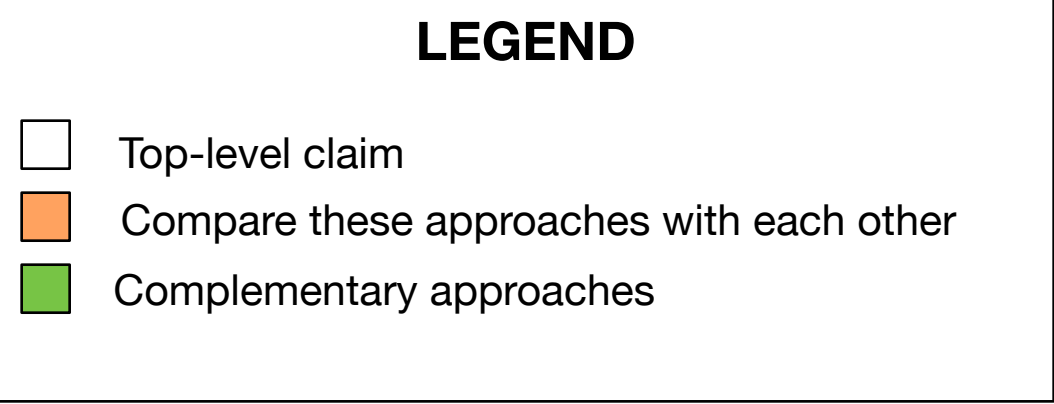 LEGEND
Top-level claim
Compare these approaches with each other
Complementary approaches